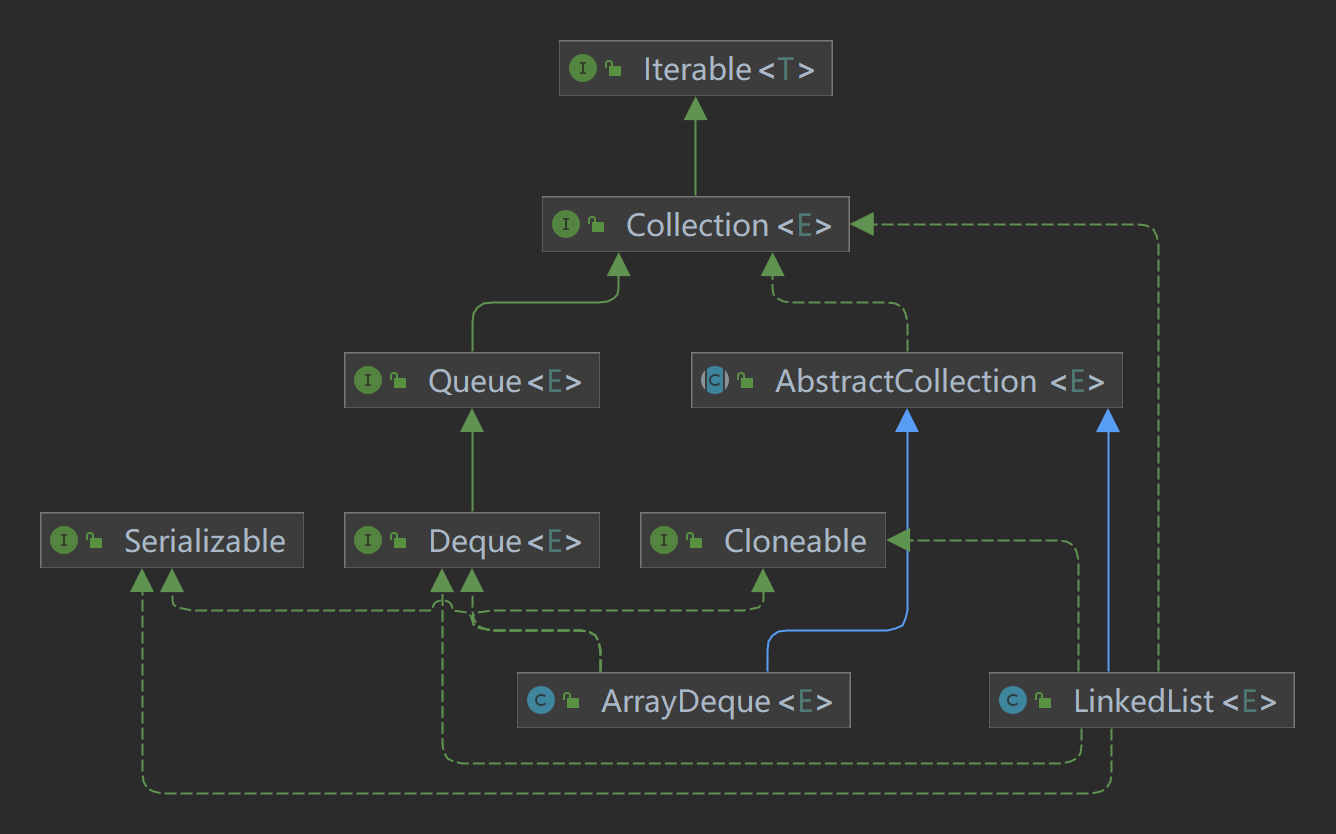 I Iterable<T>
I Collection<E>
I Queue<E>
C AbstractCollection <E>
I Serializable
I Deque<E>
I Cloneable
C ArrayDeque<E>
C LinkedList<E>